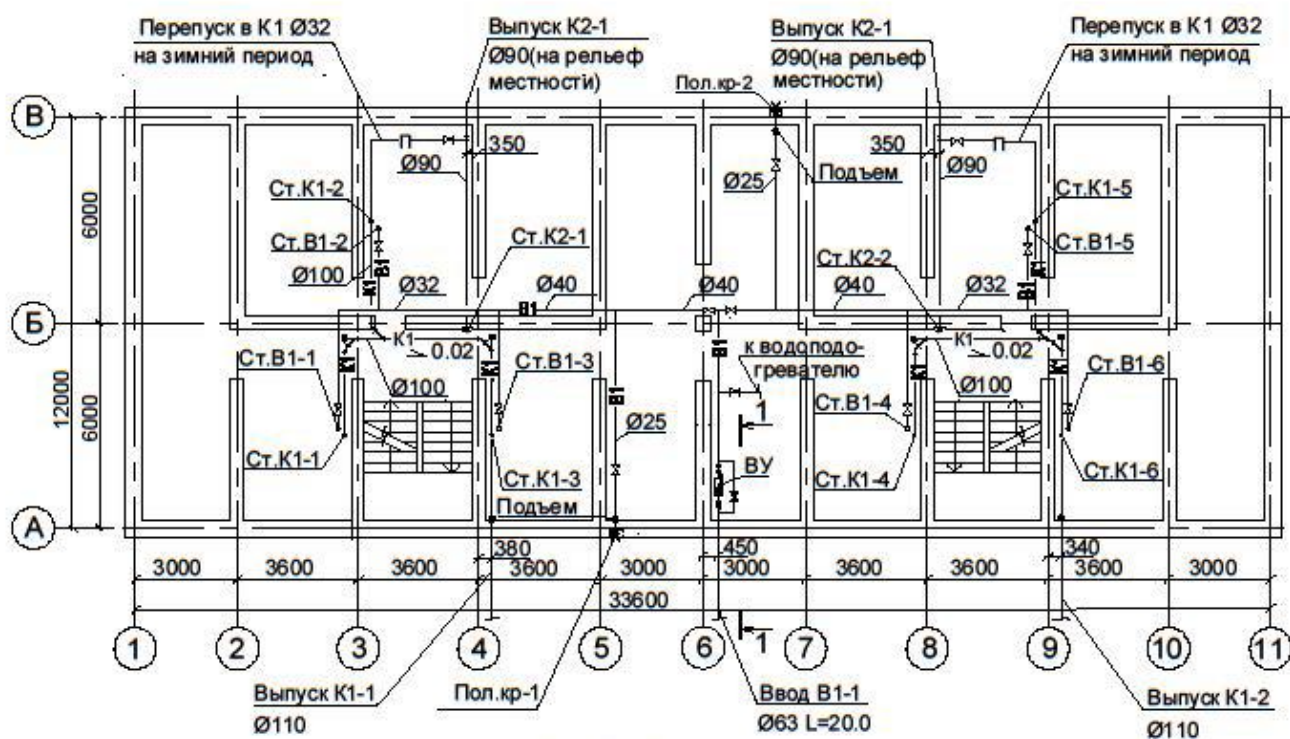 Перепуск в К1 Ø32
на зимний период
Выпуск К2-1
Ø90(на рельеф
местности)
Выпуск К2-1
Ø90(на рельеф
местности)
Перепуск в К1 Ø32
на зимний период
Пол.кр-2
В
П
350
350
П
Ø90
Ø25
Подъем
Ø90
Ст.К1-2
Ст.К1-5
6000
Ст.В1-2
Ст.К2-1
Ст.В1-5
Ø100
В1
К1
Ст.К2-2
К1
В1
Ø32
Ø40
Ø40
Ø40
Ø32
В1
Б
К1
0.02
В1
к водоподо-
гревателю
К1
0.02
Ст.В1-1
К1
К1
Ст.В1-3
К1
К1
Ст.В1-6
Ø100
В1
Ø100
12000
6000
1
Ст.В1-4
Ø25
Ст.К1-1
Ст.К1-3
ВУ
Ст.К1-4
Ст.К1-6
Подъем
А
380
450
340
3000
3600
3600
3600
3000
3000
3600
3600
3600
3000
33600
1
1
2
3
4
5
6
7
8
9
10
11
Выпуск К1-1
Ø110
Пол.кр-1
Ввод В1-1
Ø63 L=20.0
Выпуск К1-2
Ø110